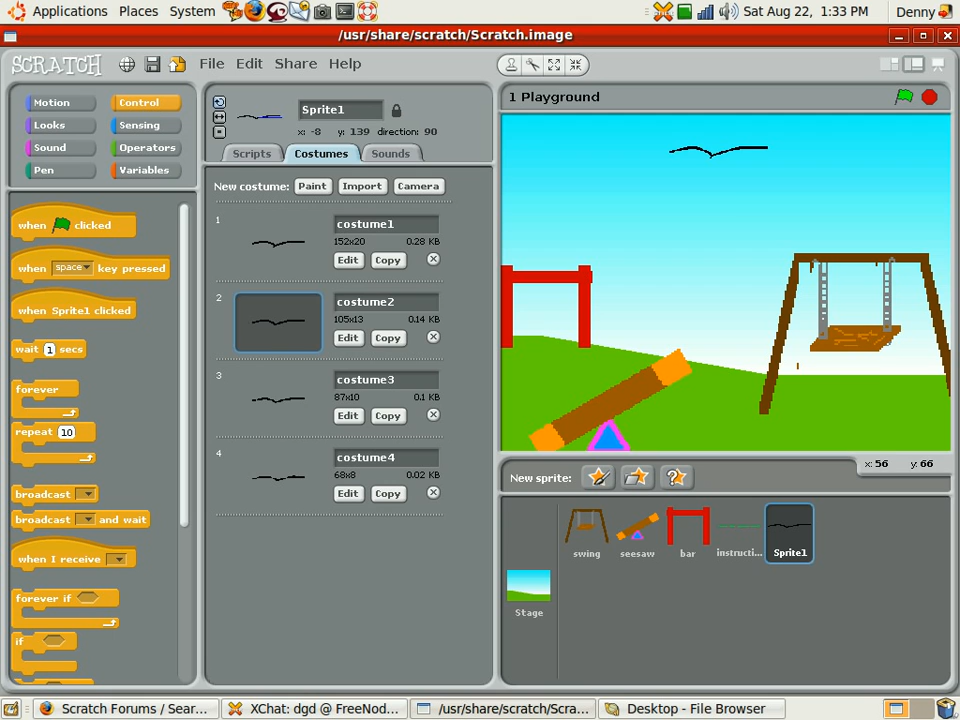 Applications Places System Sat Aug 22, 1:33 PM Denny
/usr/share/scratch/Scratch.image
SCRATCH File Edit Share Help
Motion Control
Looks Sensing
Sound Operators
Pen Variables
when clicked
when space key pressed
when Sprite1 clicked
wait 1 secs
forever
repeat 10
broadcast
broadcast and wait
when I receive
forever if
if
Sprite1
x: -8 y: 139 direction: 90
Scripts Costumes Sounds
New costume: Paint Import Camera
1 costume1
152x20 0.28 KB
Edit Copy
2 costume2
105x13 0.14 KB
Edit Copy
3 costume3
87x10 0.1 KB
Edit Copy
4 costume4
68x8 0.02 KB
Edit Copy
1 Playground
x: 56 y: 66
New sprite:
swing seesaw bar instructi... Sprite1
Stage
Scratch Forums / Sear... XChat: dgd @ FreeNod... /usr/share/scratch/Scra... Desktop - File Browser